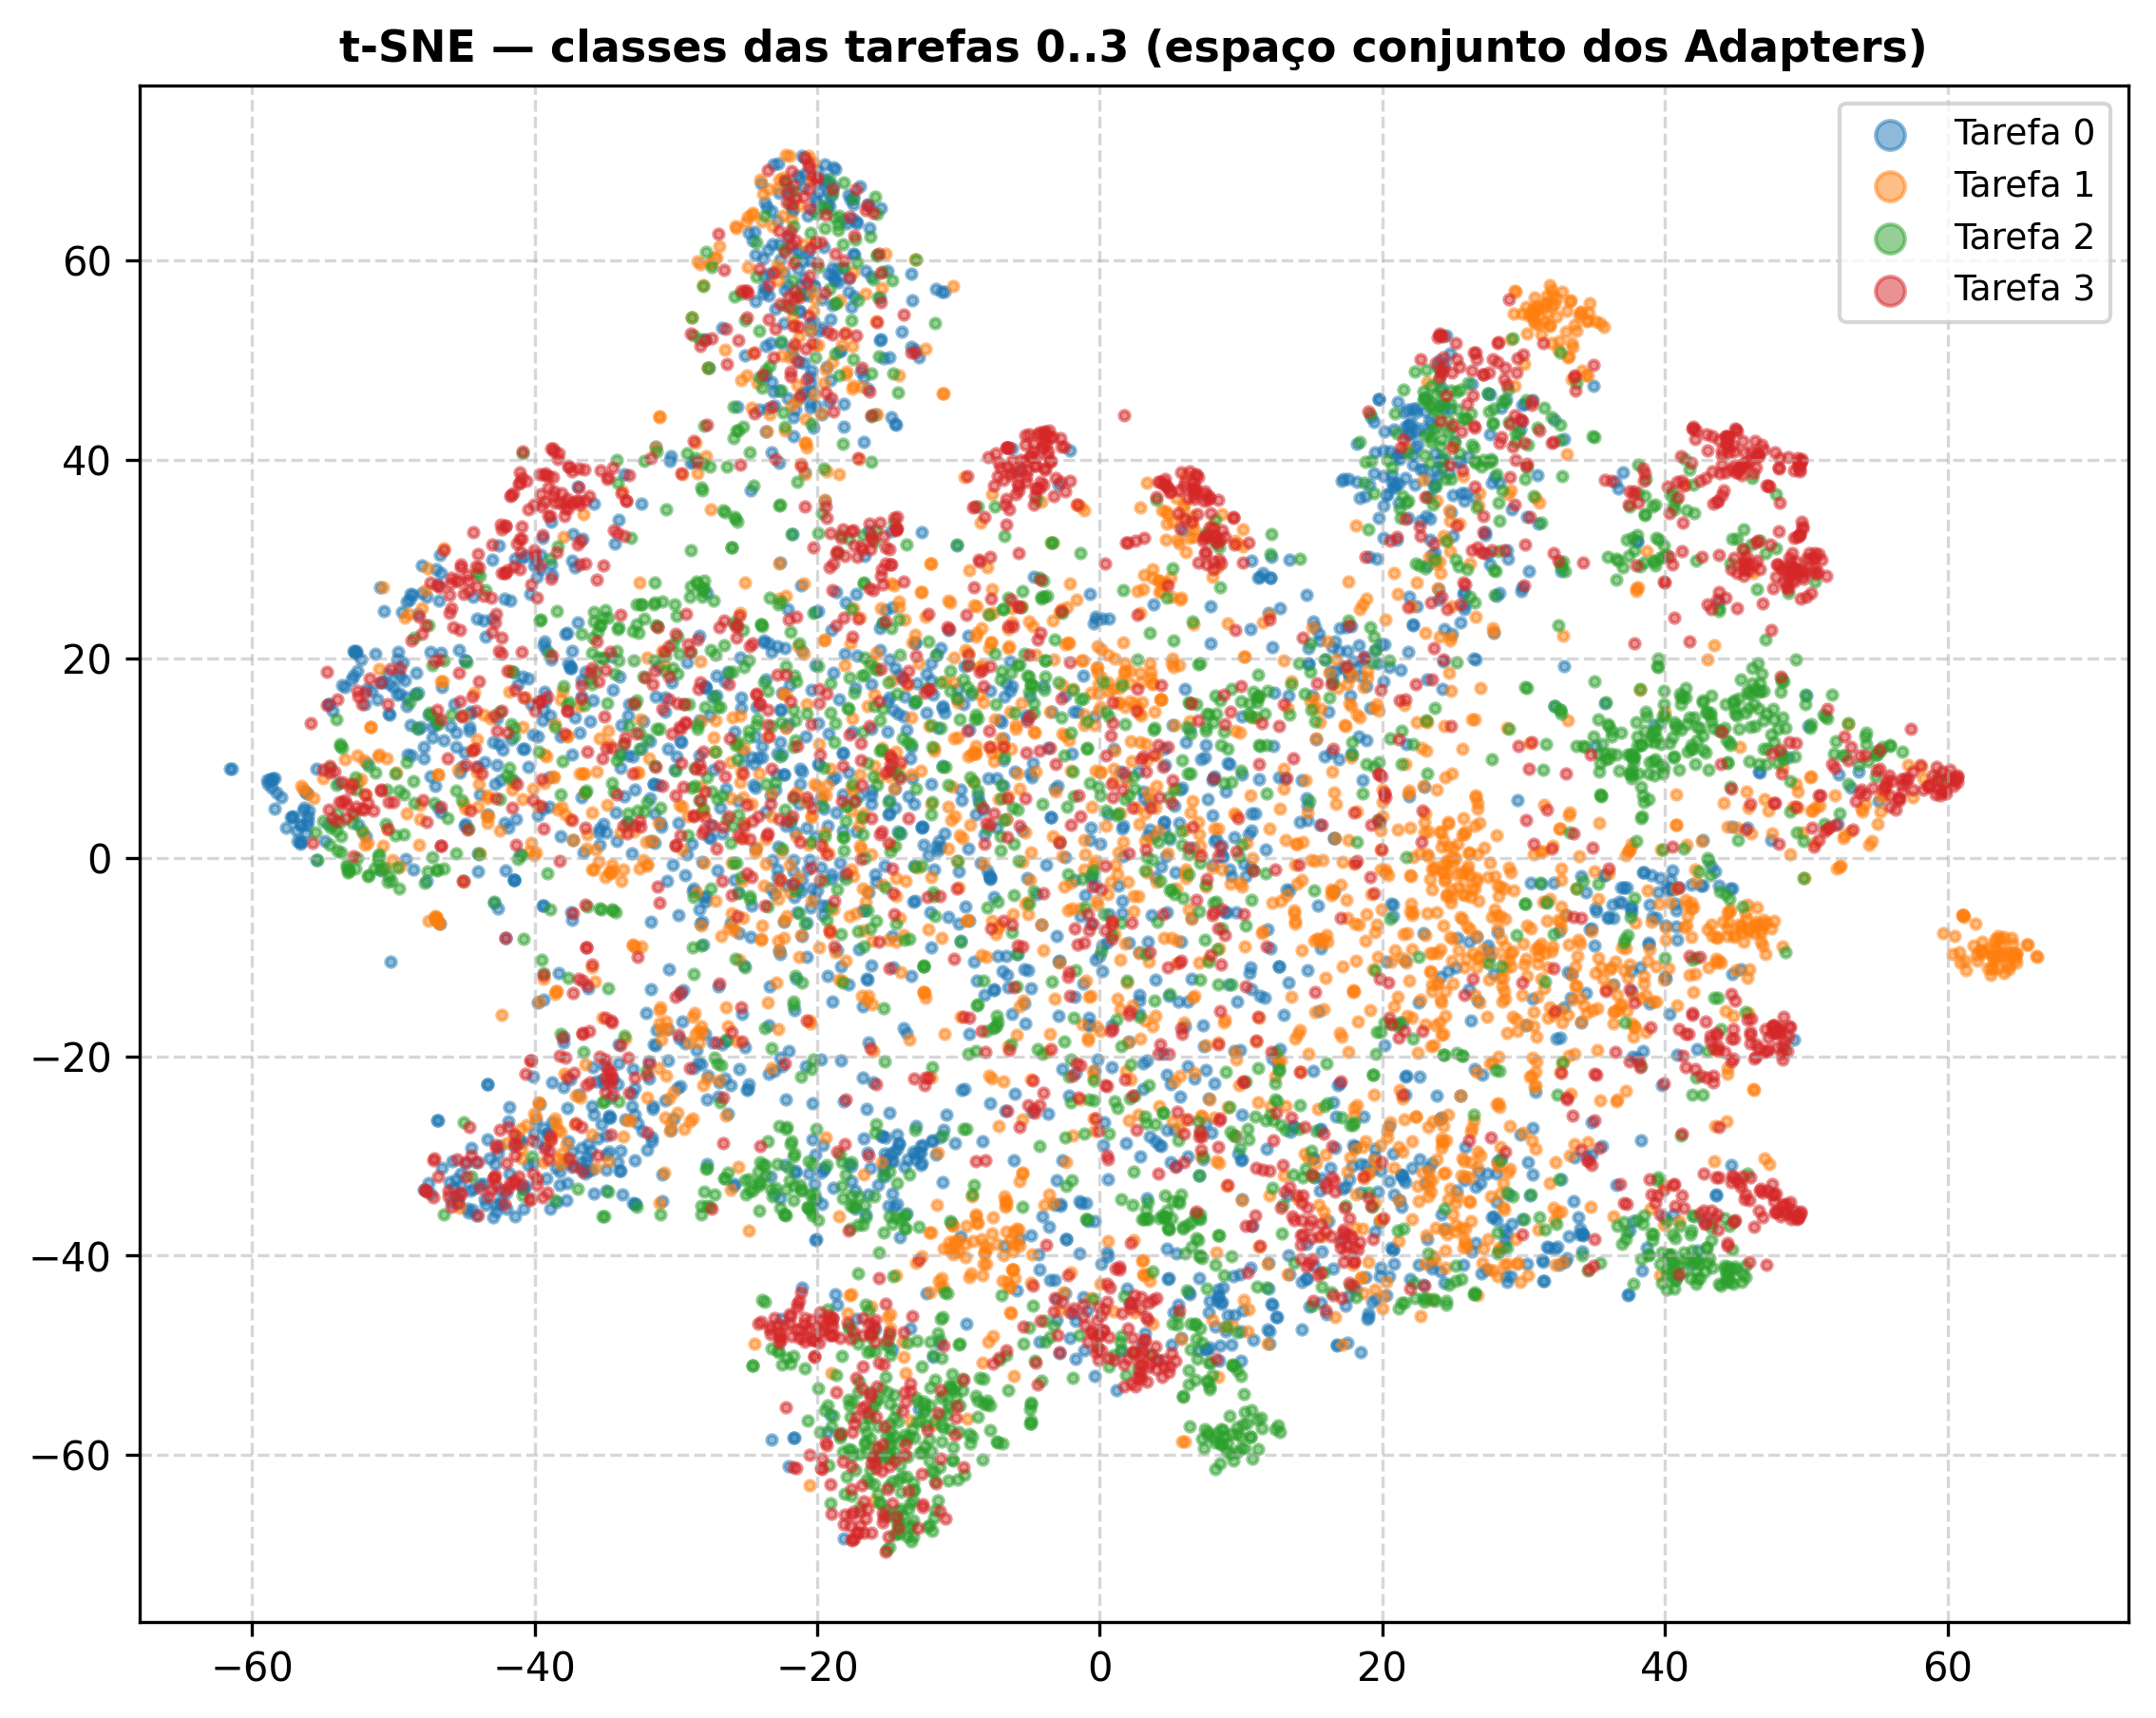 t-SNE — classes das tarefas 0..3 (espaço conjunto dos Adapters)
Tarefa 0
Tarefa 1
Tarefa 2
Tarefa 3
60
40
20
0
−20
−40
−60
−60 −40 −20 0 20 40 60